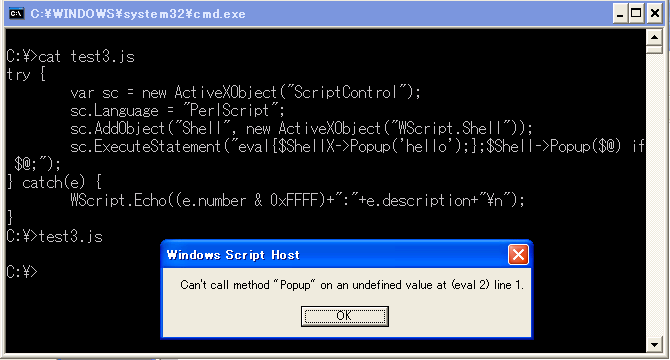 C:¥WINDOWS¥system32¥cmd.exe
C:¥>cat test3.js
try {
        var sc = new ActiveXObject("ScriptControl");
        sc.Language = "PerlScript";
        sc.AddObject("Shell", new ActiveXObject("WScript.Shell"));
        sc.ExecuteStatement("eval{$ShellX->Popup('hello');};$Shell->Popup($@) if
 $@;");
} catch(e) {
        WScript.Echo((e.number & 0xFFFF)+":"+e.description+"¥n");
}
C:¥>test3.js
C:¥>
Windows Script Host
Can't call method "Popup" on an undefined value at (eval 2) line 1.
OK